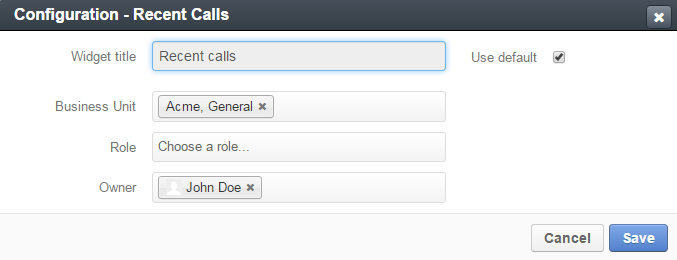 Configuration - Recent Calls
Widget title Recent calls Use default
Business Unit Acme, General
Role Choose a role...
Owner John Doe
Cancel Save